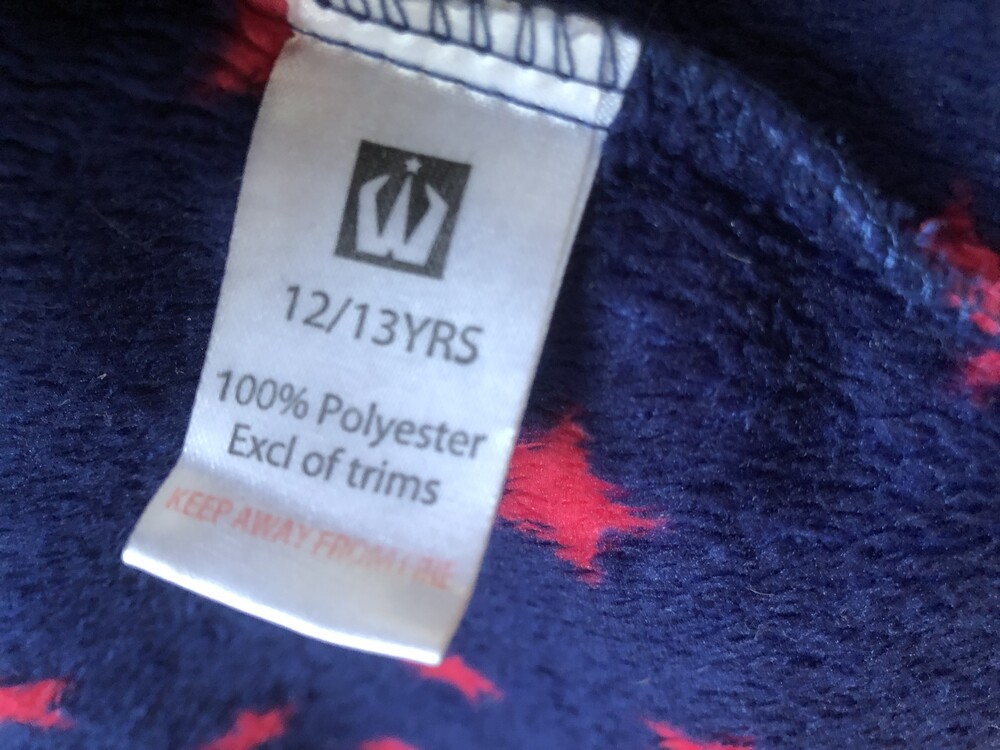 W
12/13YRS
100% Polyester
Excl of trims
KEEP AWAY FROM FIRE